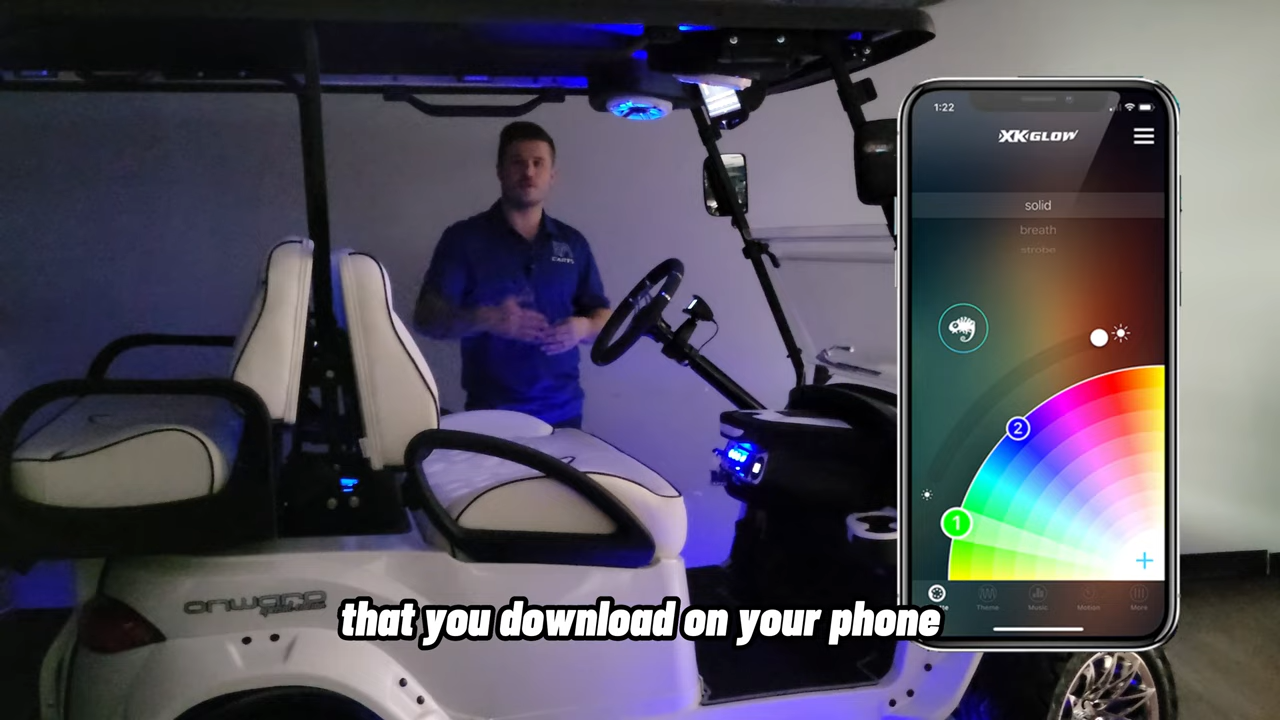 1:22
XKGLOW
solid
breath
strobe
2
1
Theme
Music
Motion
More
onward
that you download on your phone